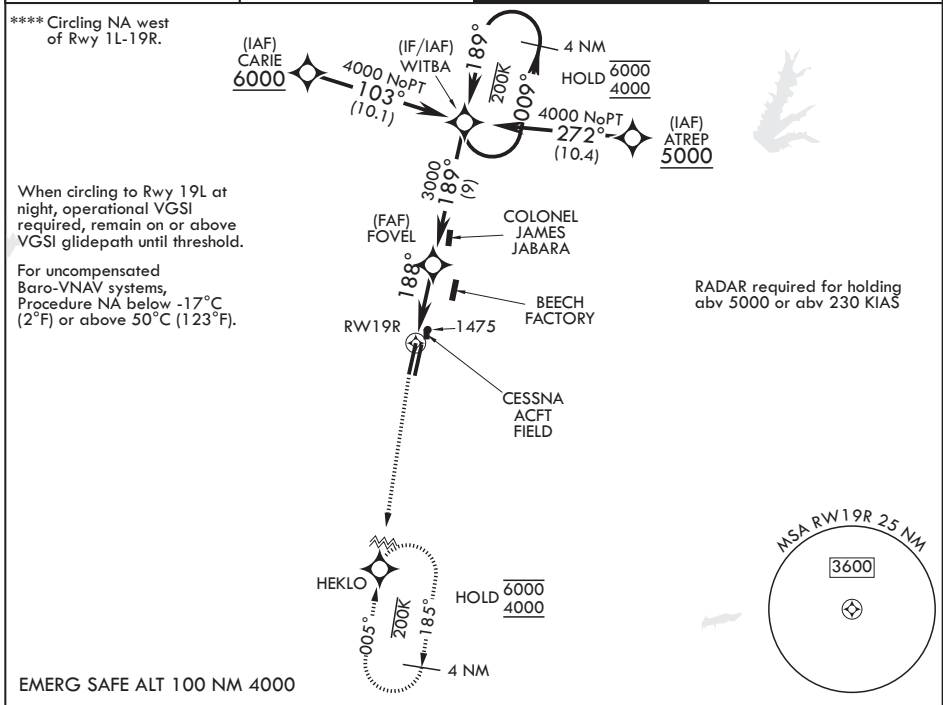 **** Circling NA west
of Rwy 1L-19R.
(IAF)
CARIE
6000
4000 NoPT
103°
(10.1)
(IF/IAF)
WITBA
189°
200K
009°
4 NM
HOLD 6000
4000
4000 NoPT
272°
(10.4)
(IAF)
ATREP
5000
When circling to Rwy 19L at
night, operational VGSI
required, remain on or above
VGSI glidepath until threshold.
For uncompensated
Baro-VNAV systems,
Procedure NA below -17°C
(2°F) or above 50°C (123°F).
3000
189°
(9)
(FAF)
FOVEL
COLONEL
JAMES
JABARA
188°
BEECH
FACTORY
RADAR required for holding
abv 5000 or abv 230 KIAS
RW19R
1475
CESSNA
ACFT
FIELD
HEKLO
005°
200K
185°
HOLD 6000
4000
4 NM
MSA RW19R 25 NM
3600
EMERG SAFE ALT 100 NM 4000